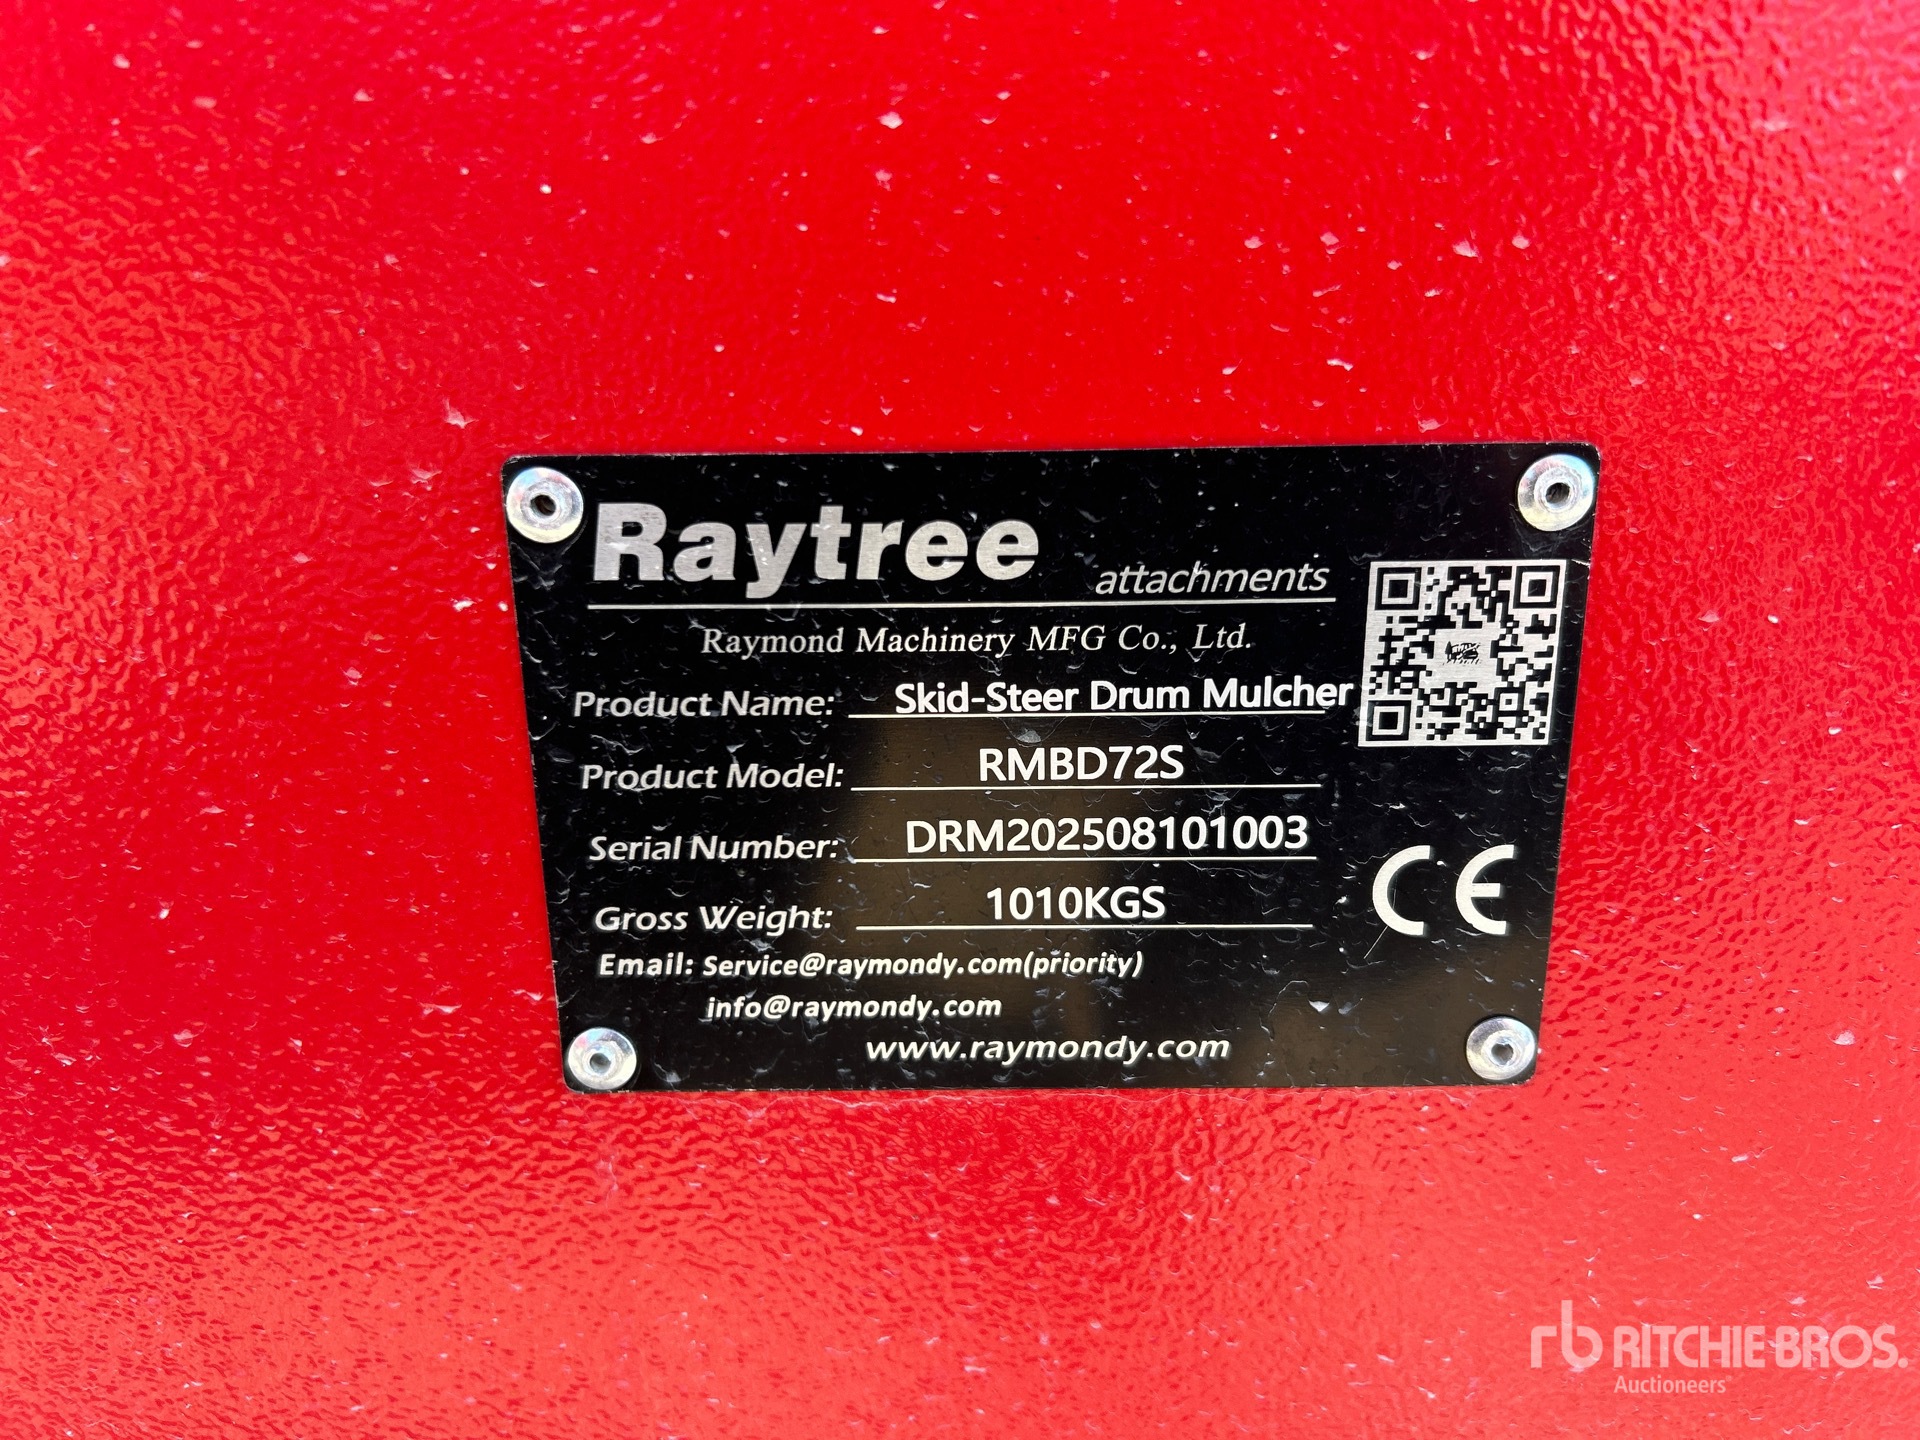 Raytree attachments
Raymond Machinery MFG Co., Ltd.
Product Name: Skid-Steer Drum Mulcher
Product Model: RMBD72S
Serial Number: DRM202508101003
Gross Weight: 1010KGS
CE
Email: Service@raymondy.com(priority)
info@raymondy.com
www.raymondy.com
rb RITCHIE BROS.
Auctioneers